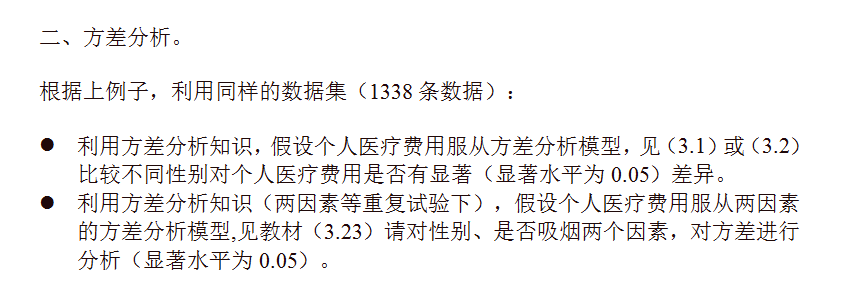 二、方差分析。
根据上例子，利用同样的数据集（1338 条数据）：
● 利用方差分析知识，假设个人医疗费用服从方差分析模型，见（3.1）或（3.2）
比较不同性别对个人医疗费用是否有显著（显著水平为 0.05）差异。
● 利用方差分析知识（两因素等重复试验下），假设个人医疗费用服从两因素
的方差分析模型,见教材（3.23）请对性别、是否吸烟两个因素，对方差进行
分析（显著水平为 0.05）。